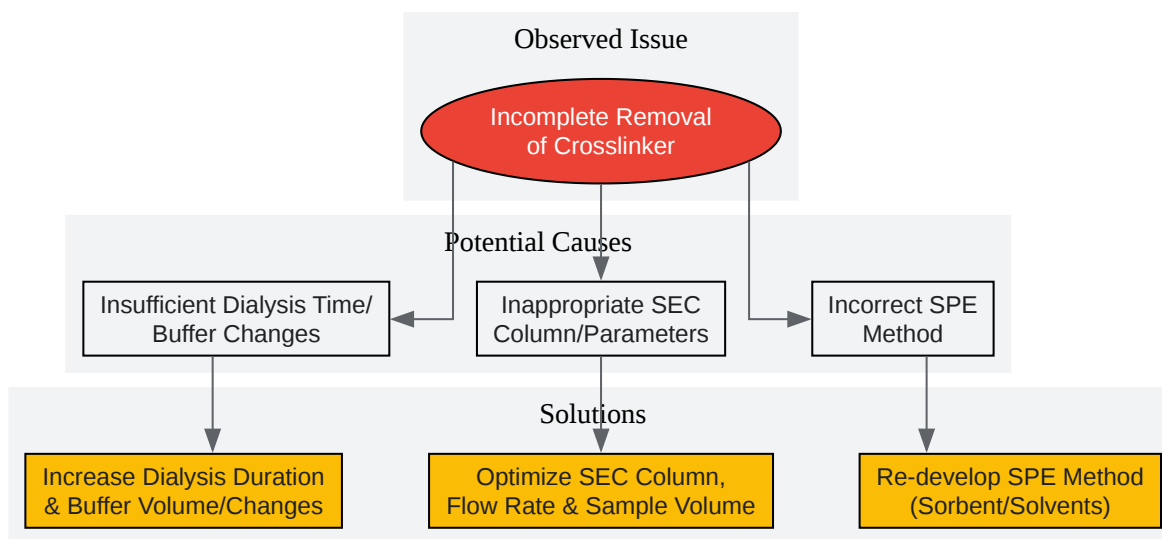 Observed Issue
Incomplete Removal
of Crosslinker
Potential Causes
Insufficient Dialysis Time/
Buffer Changes
Inappropriate SEC
Column/Parameters
Incorrect SPE
Method
Solutions
Increase Dialysis Duration
& Buffer Volume/Changes
Optimize SEC Column,
Flow Rate & Sample Volume
Re-develop SPE Method
(Sorbent/Solvents)